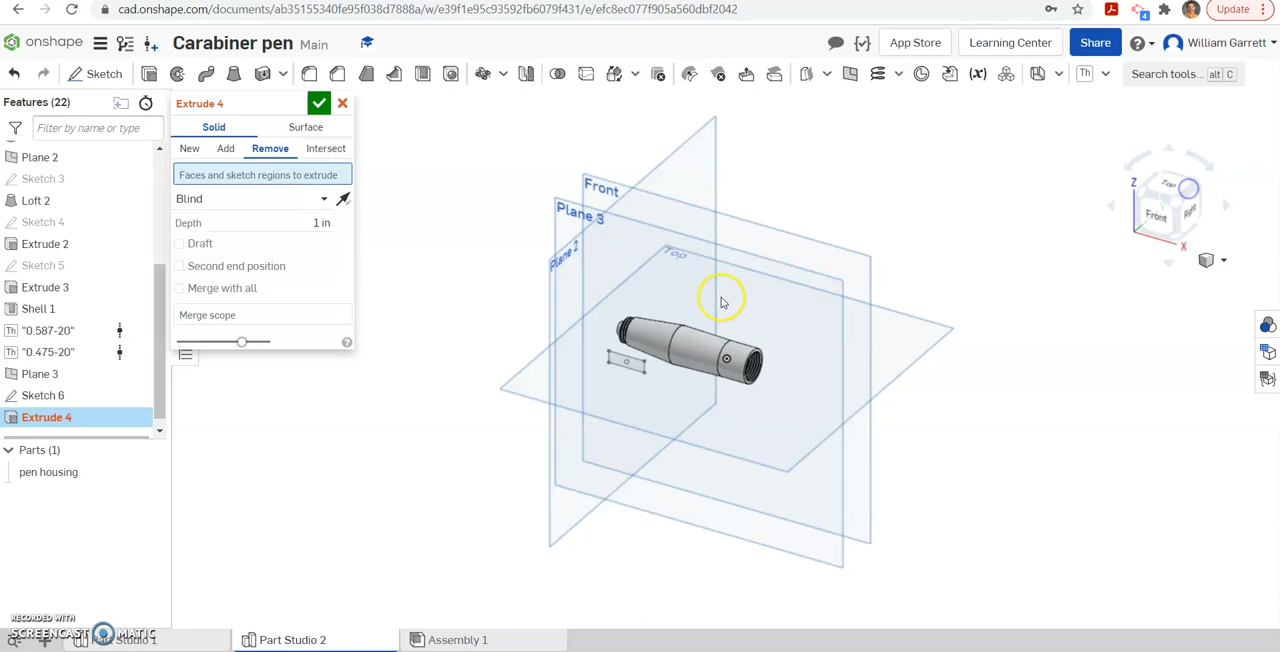 cad.onshape.com/documents/ab35155340fe95f038d7888a/w/e39f1e95c93592fb6079f431/e/efc8ec077f905a560dbf2042
4
Update
onshape
Carabiner pen Main
App Store
Learning Center
Share
William Garrett
Sketch
(x)
Th
Search tools...
alt C
Features (22)
Filter by name or type
Plane 2
Sketch 3
Loft 2
Sketch 4
Extrude 2
Sketch 5
Extrude 3
Shell 1
Th "0.587-20"
Th "0.475-20"
Plane 3
Sketch 6
Extrude 4
Parts (1)
pen housing
Extrude 4
Solid Surface
New Add Remove Intersect
Faces and sketch regions to extrude
Blind
Depth 1 in
Draft
Second end position
Merge with all
Merge scope
Front
Plane 3
Plane 2
Top
Z
Top
Front
Right
X
RECORDED WITH
SCREENCAST MATIC
Part Studio 1
Part Studio 2
Assembly 1